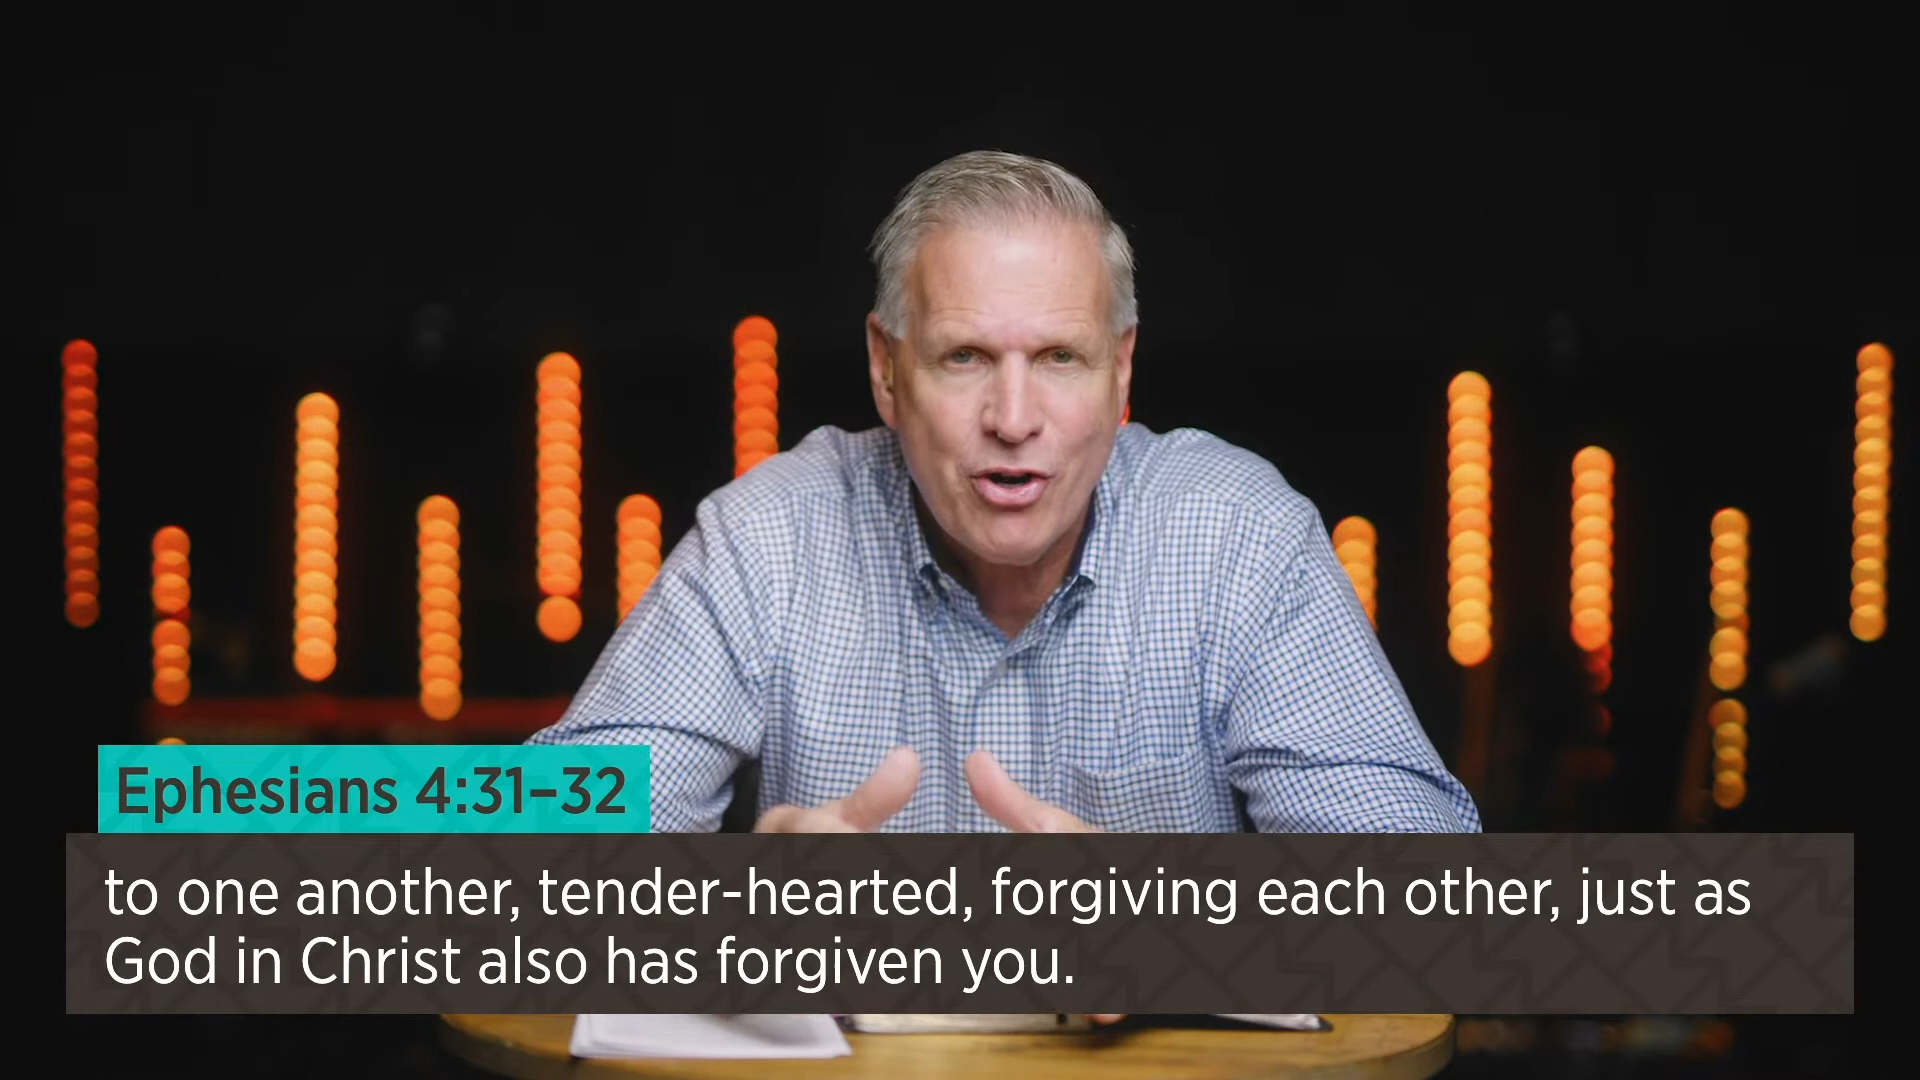 Ephesians 4:31–32
to one another, tender-hearted, forgiving each other, just as
God in Christ also has forgiven you.